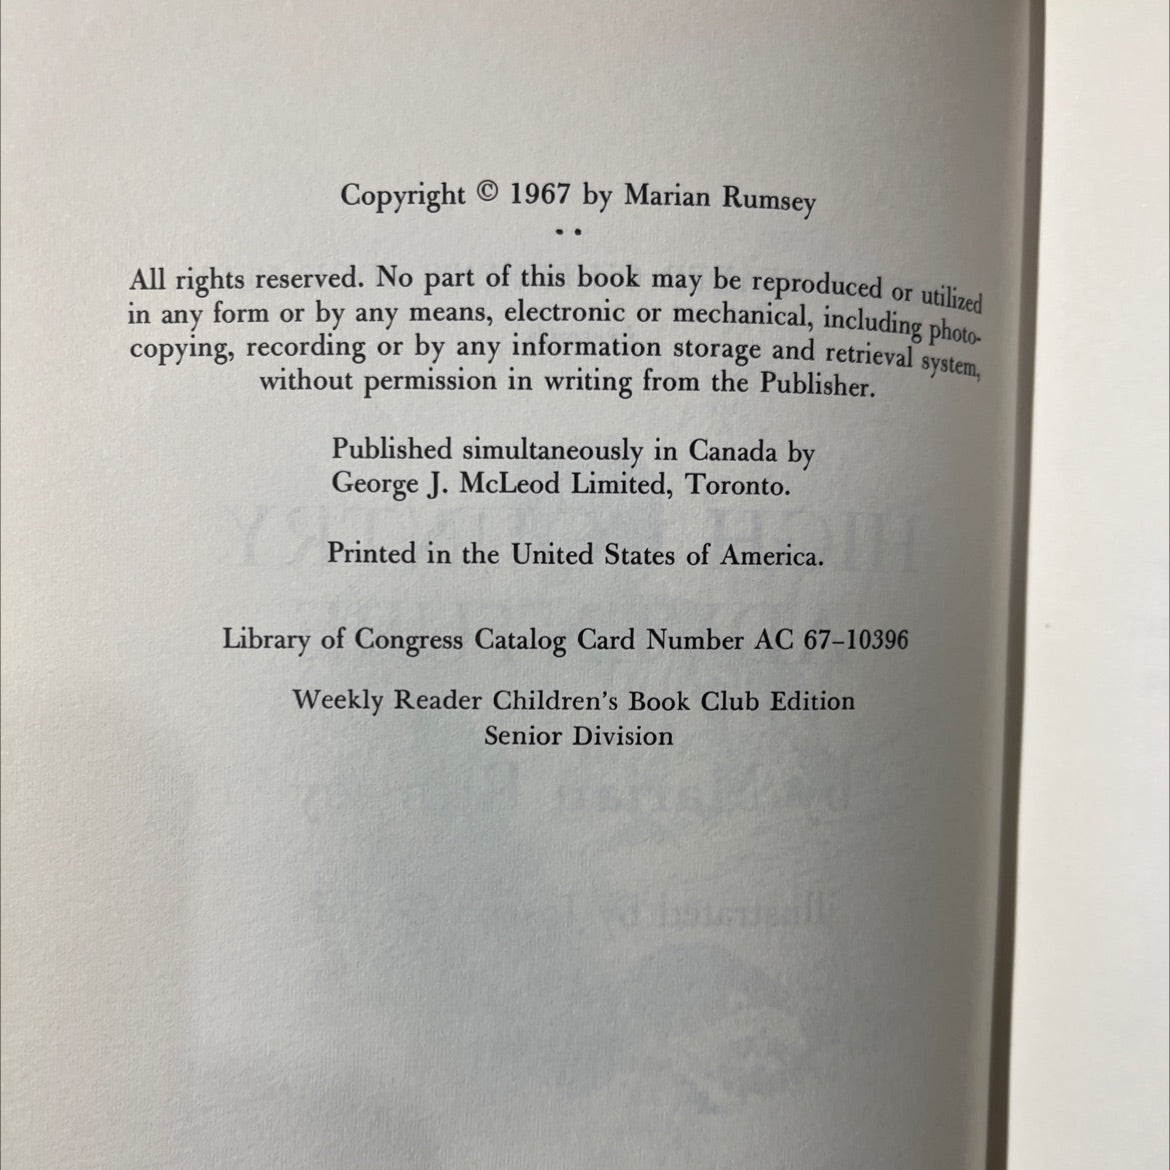 Copyright © 1967 by Marian Rumsey
• •
All rights reserved. No part of this book may be reproduced or utilized
in any form or by any means, electronic or mechanical, including photo-
copying, recording or by any information storage and retrieval system,
without permission in writing from the Publisher.
Published simultaneously in Canada by
George J. McLeod Limited, Toronto.
Printed in the United States of America.
Library of Congress Catalog Card Number AC 67–10396
Weekly Reader Children's Book Club Edition
Senior Division